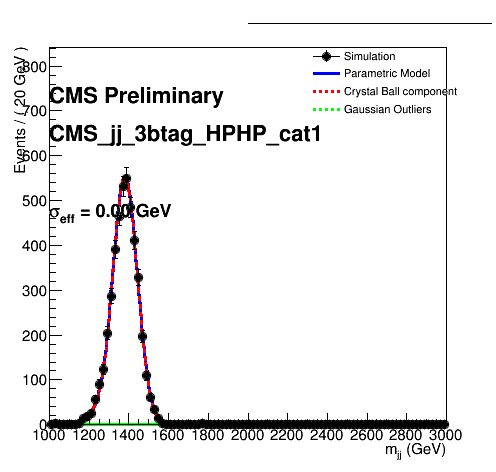 Simulation
Parametric Model
Crystal Ball component
Gaussian Outliers
CMS Preliminary
CMS_jj_3btag_HPHP_cat1
σeff = 0.00 GeV
Events / ( 20 GeV )
800
700
600
500
400
300
200
100
0
1000 1200 1400 1600 1800 2000 2200 2400 2600 2800 3000
mjj (GeV)